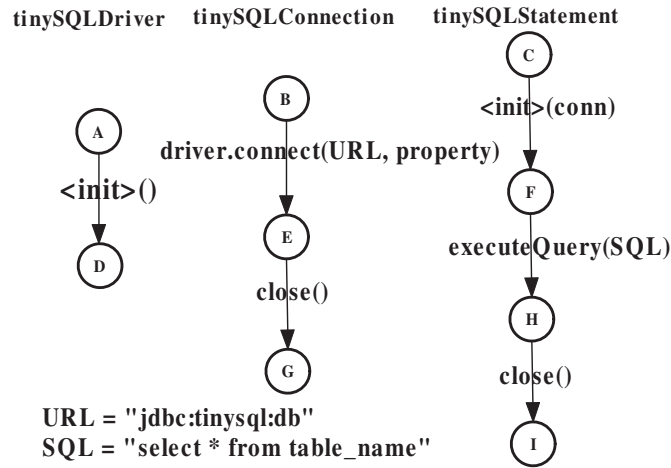 tinySQLDriver tinySQLConnection tinySQLStatement
C
<init>(conn)
B
A
driver.connect(URL, property)
<init>()
F
E
D
executeQuery(SQL)
close()
H
G
close()
URL = "jdbc:tinysql:db"
SQL = "select * from table_name"
I